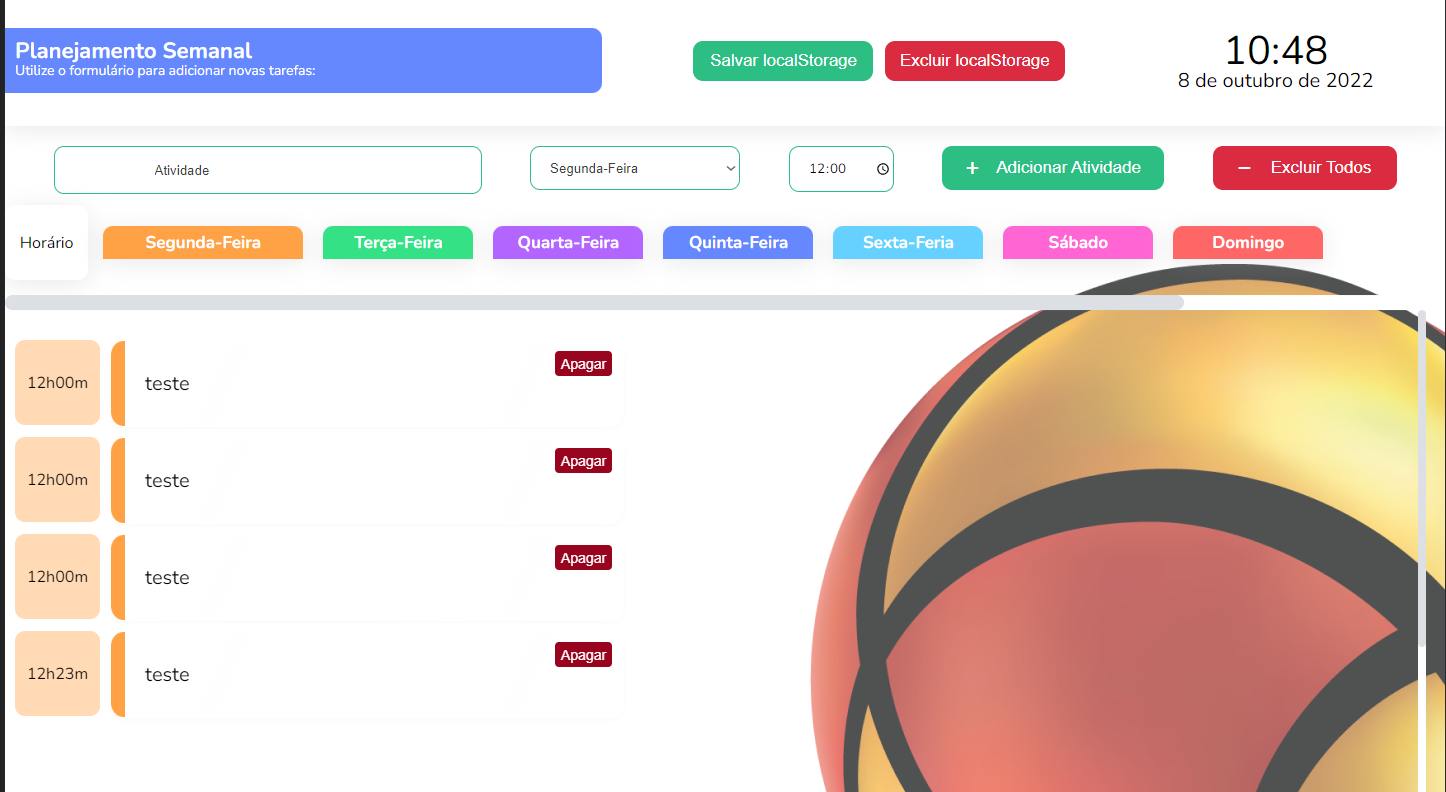 Planejamento Semanal
Utilize o formulário para adicionar novas tarefas:
Salvar localStorage
Excluir localStorage
10:48
8 de outubro de 2022
Atividade
Segunda-Feira
12:00
+ Adicionar Atividade
− Excluir Todos
Horário
Segunda-Feira
Terça-Feira
Quarta-Feira
Quinta-Feira
Sexta-Feria
Sábado
Domingo
12h00m
teste
Apagar
12h00m
teste
Apagar
12h00m
teste
Apagar
12h23m
teste
Apagar